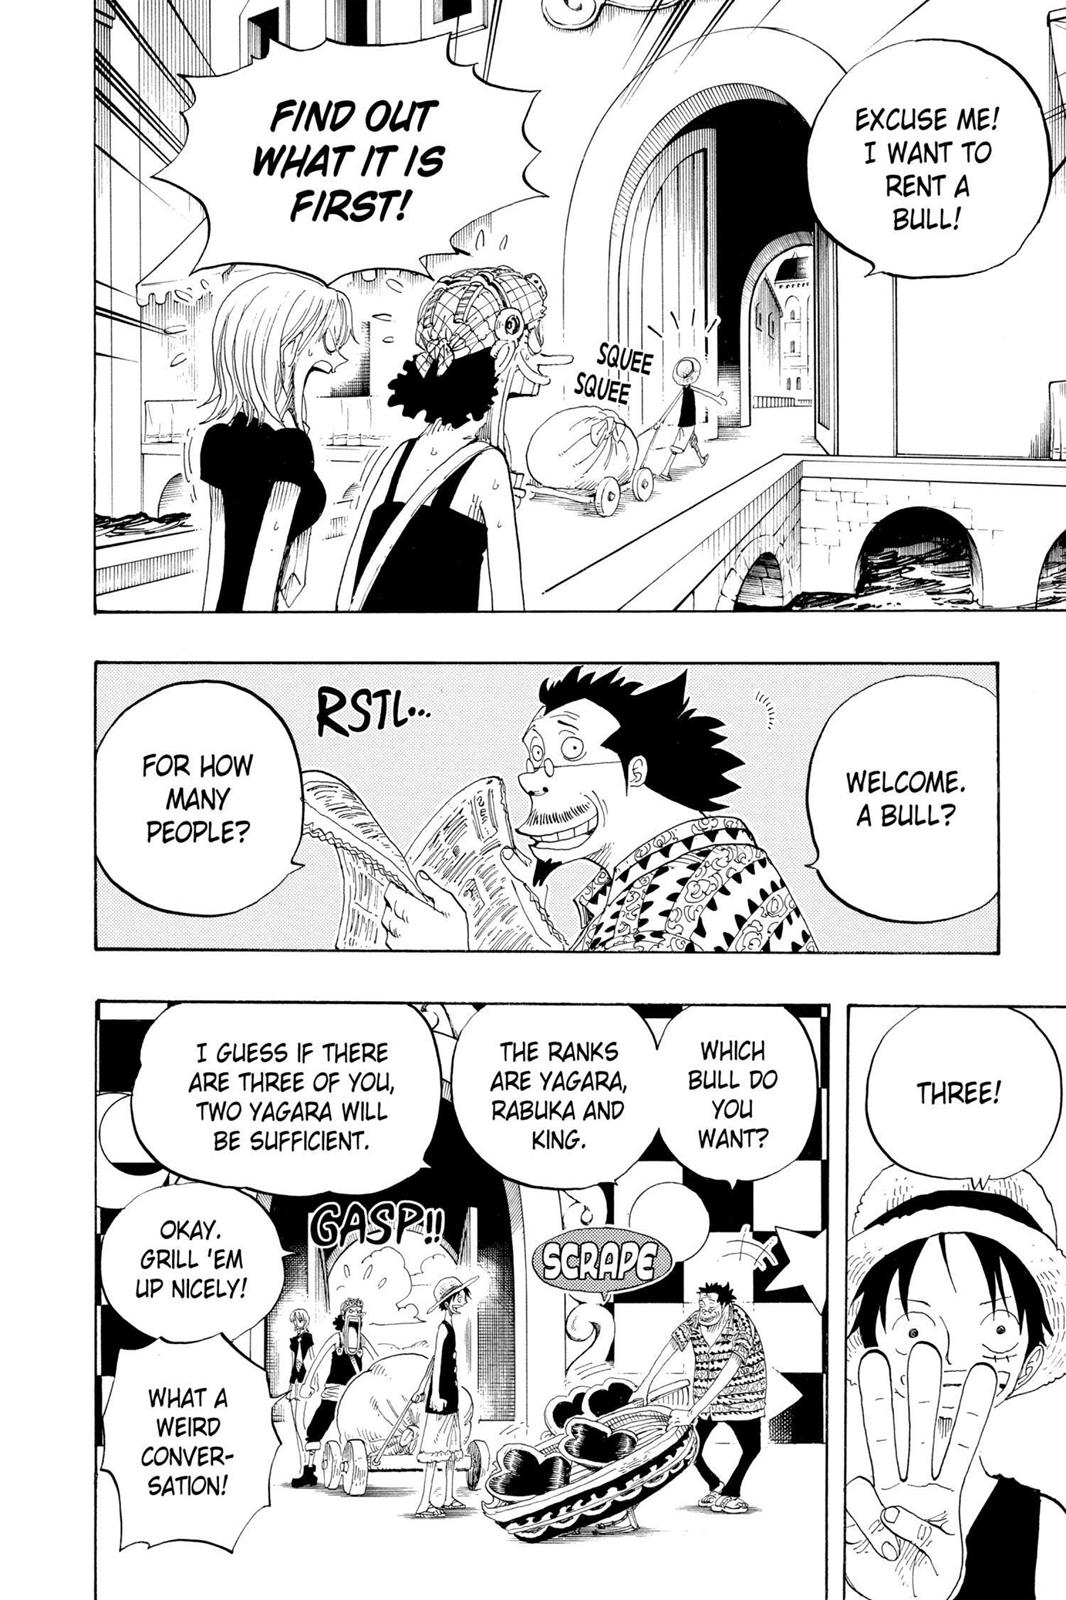 EXCUSE ME!
I WANT TO
RENT A
BULL!
FIND OUT
WHAT IT IS
FIRST!
SQUEE
SQUEE
WELCOME.
A BULL?
RSTL...
FOR HOW
MANY
PEOPLE?
THREE!
WHICH
BULL DO
YOU
WANT?
THE RANKS
ARE YAGARA,
RABUKA AND
KING.
I GUESS IF THERE
ARE THREE OF YOU,
TWO YAGARA WILL
BE SUFFICIENT.
SCRAPE
GASP!!
OKAY.
GRILL 'EM
UP NICELY!
WHAT A
WEIRD
CONVER-
SATION!